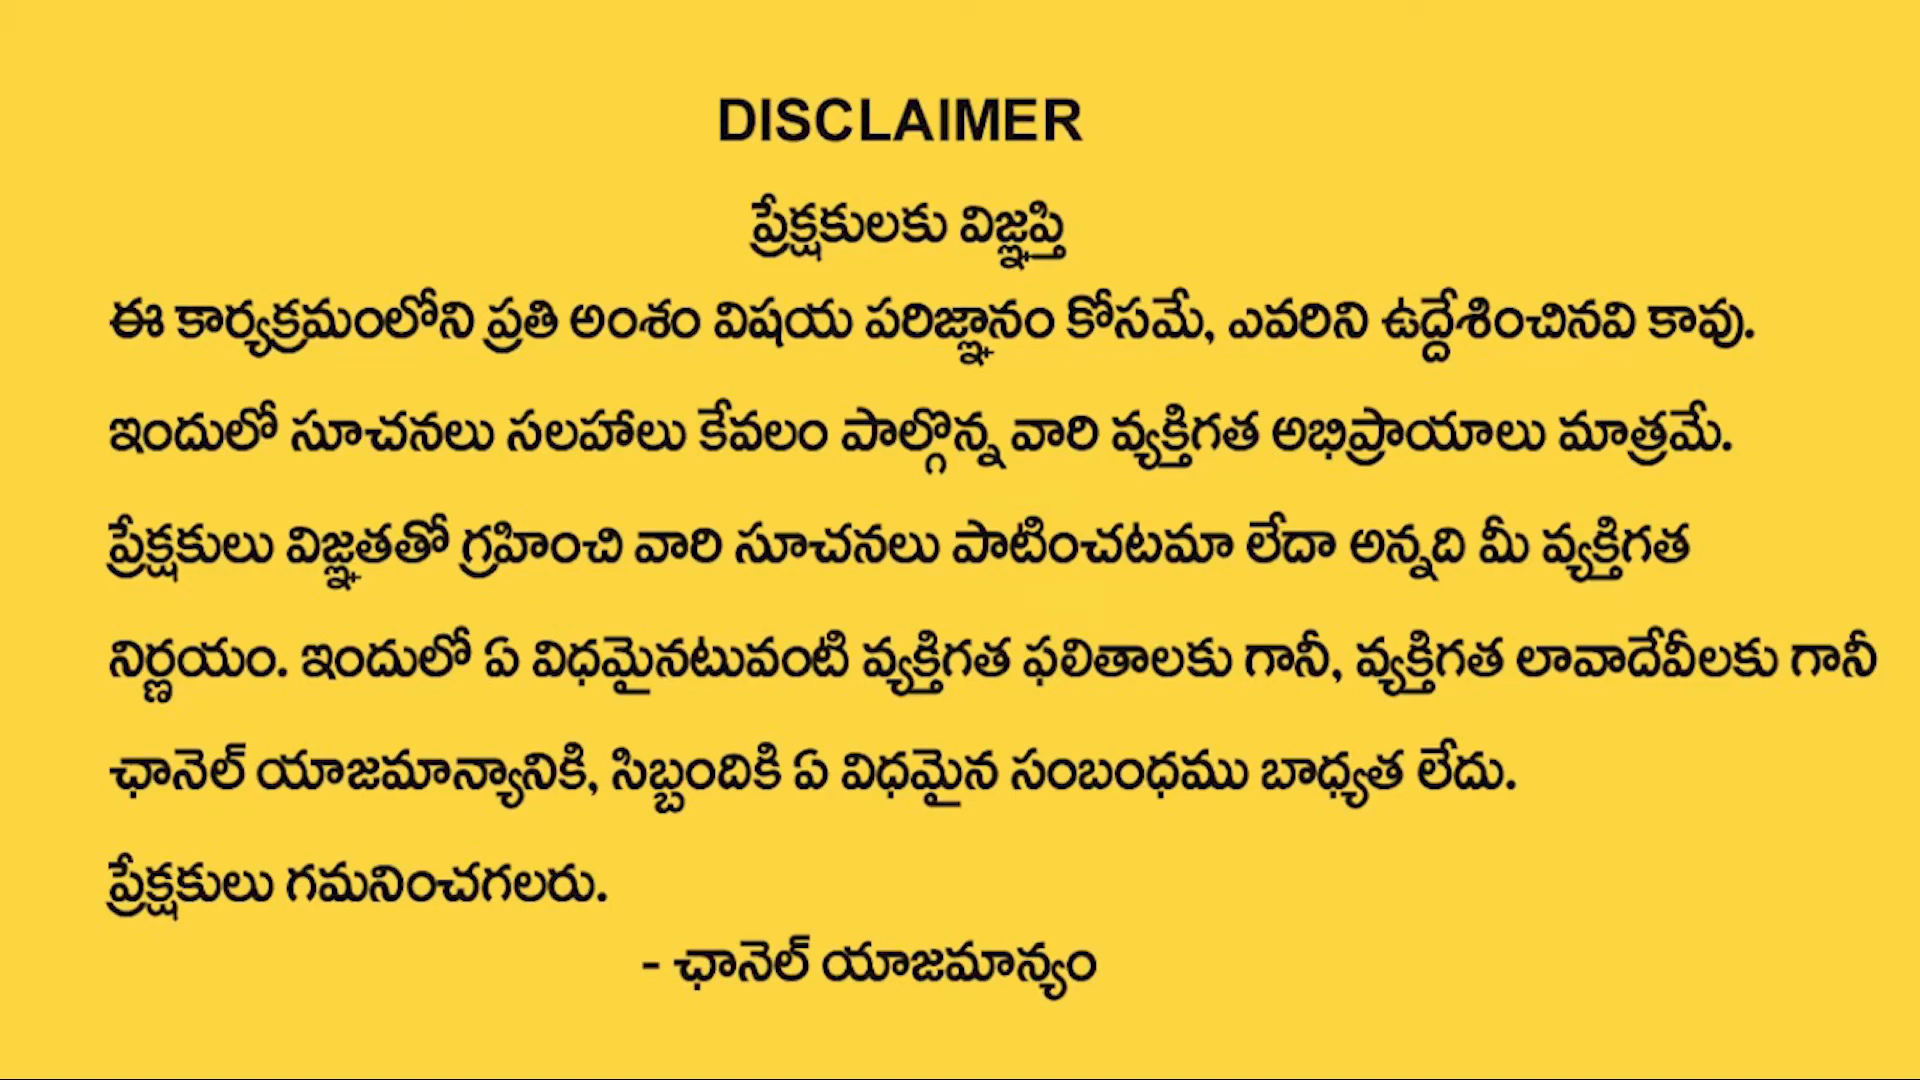 DISCLAIMER
ప్రేక్షకులకు విజ్ఞప్తి
ఈ కార్యక్రమంలోని ప్రతి అంశం విషయ పరిజ్ఞానం కోసమే, ఎవరిని ఉద్దేశించినవి కావు.
ఇందులో సూచనలు సలహాలు కేవలం పాల్గొన్న వారి వ్యక్తిగత అభిప్రాయాలు మాత్రమే.
ప్రేక్షకులు విజ్ఞతతో గ్రహించి వారి సూచనలు పాటించటమా లేదా అన్నది మీ వ్యక్తిగత
నిర్ణయం. ఇందులో ఏ విధమైనటువంటి వ్యక్తిగత ఫలితాలకు గానీ, వ్యక్తిగత లావాదేవీలకు గానీ
ఛానెల్ యాజమాన్యానికి, సిబ్బందికి ఏ విధమైన సంబంధము బాధ్యత లేదు.
ప్రేక్షకులు గమనించగలరు.
- ఛానెల్ యాజమాన్యం